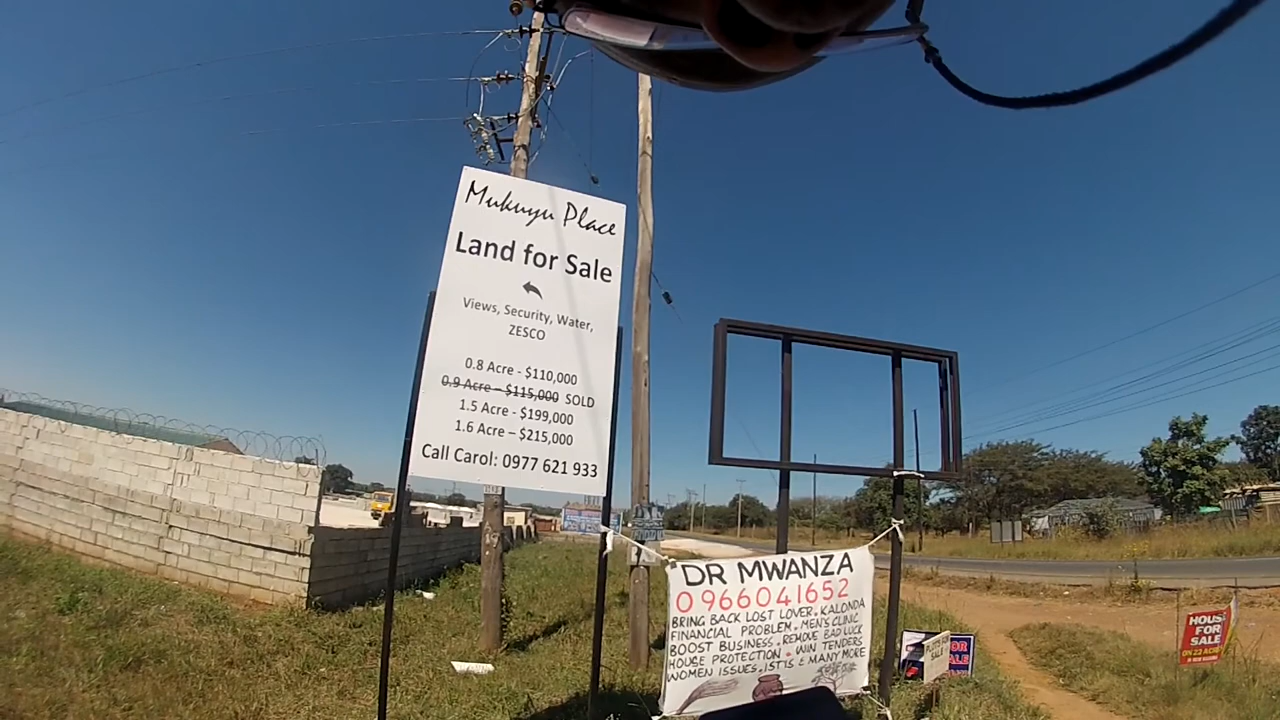 Mukuyu Place
Land for Sale
Views, Security, Water,
ZESCO
0.8 Acre - $110,000
0.9 Acre – $115,000 SOLD
1.5 Acre - $199,000
1.6 Acre – $215,000
Call Carol: 0977 621 933
DR MWANZA
0966041652
BRING BACK LOST LOVER. KALONDA
FINANCIAL PROBLEM. MEN'S CLINIC
BOOST BUSINESS. REMOVE BAD LUCK
HOUSE PROTECTION - WIN TENDERS
WOMEN ISSUES. ISTIS & MANY MORE
FOR
SALE
HOUSE
FOR
SALE